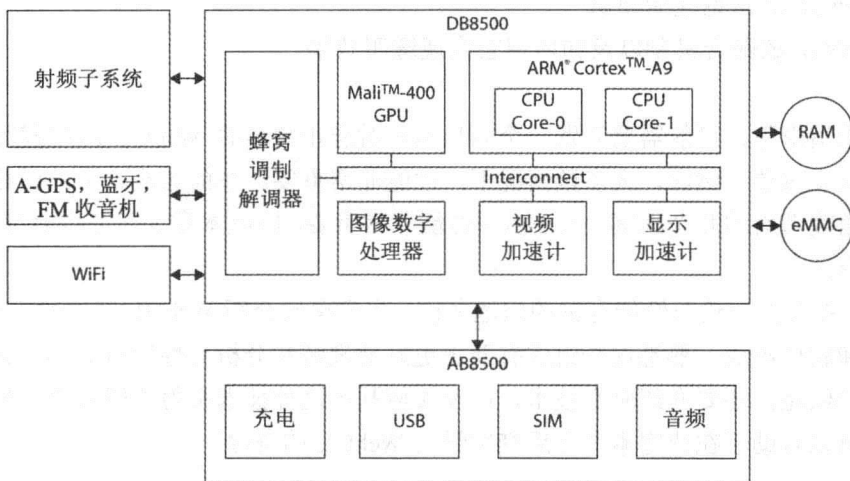 DB8500
射频子系统
A-GPS，蓝牙，
FM 收音机
WiFi
蜂窝
调制
解调器
Mali™-400
GPU
ARM® Cortex™-A9
CPU
Core-0
CPU
Core-1
Interconnect
图像数字
处理器
视频
加速计
显示
加速计
RAM
eMMC
AB8500
充电
USB
SIM
音频